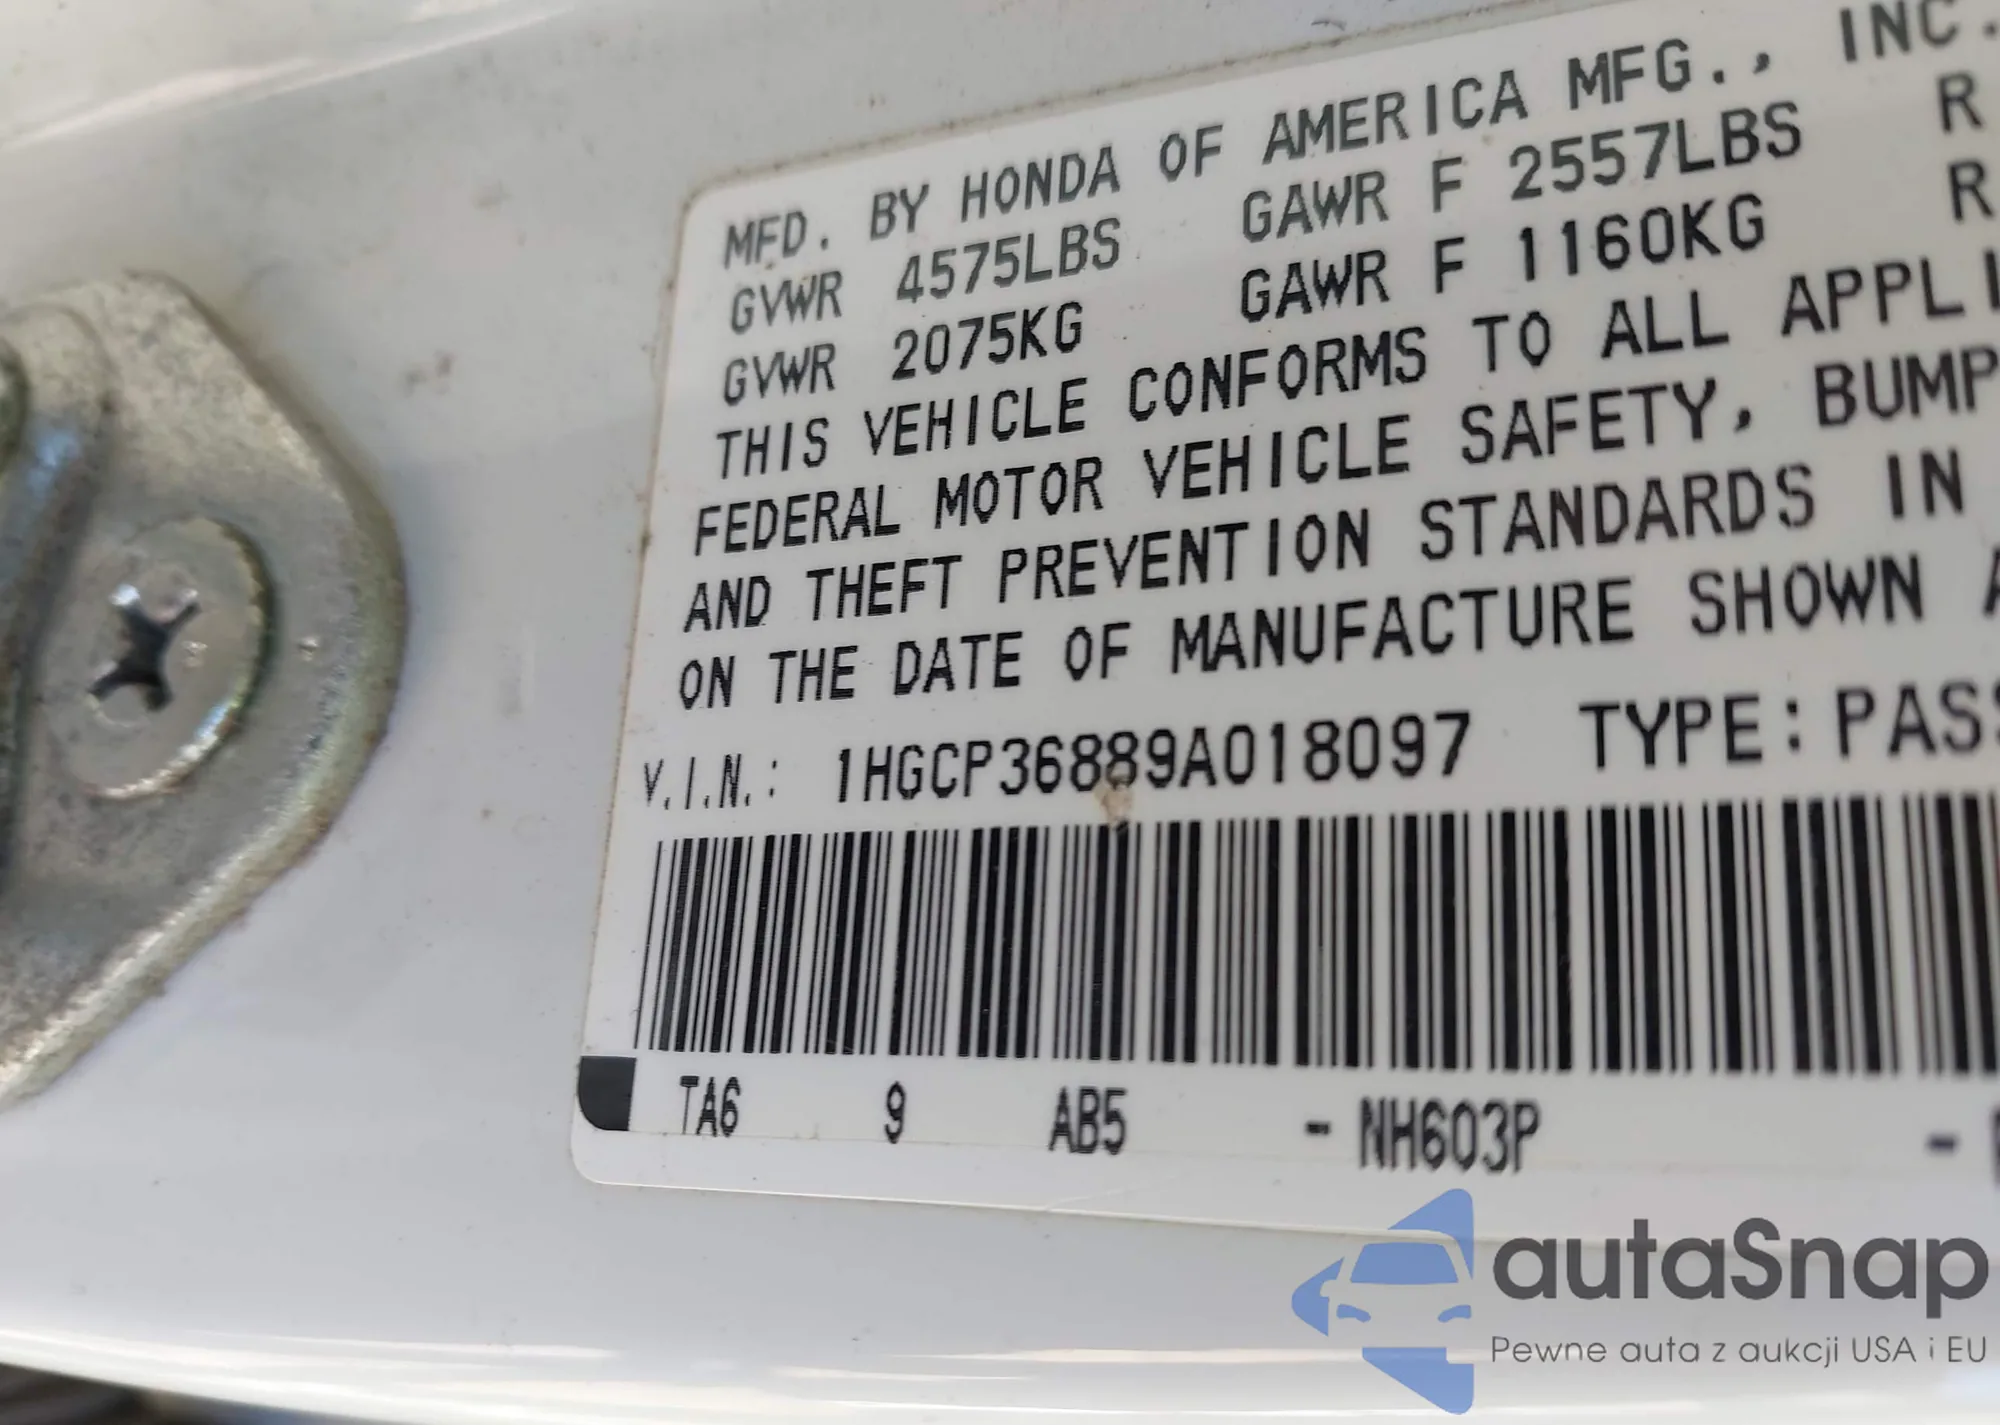 MFD. BY HONDA OF AMERICA MFG., INC.
GVWR 4575LBS GAWR F 2557LBS R
GVWR 2075KG GAWR F 1160KG R
THIS VEHICLE CONFORMS TO ALL APPLI
FEDERAL MOTOR VEHICLE SAFETY, BUMP
AND THEFT PREVENTION STANDARDS IN
ON THE DATE OF MANUFACTURE SHOWN A
V.I.N.: 1HGCP36889A018097 TYPE: PASS
TA6 9 AB5 - NH603P -
autaSnap
Pewne auta z aukcji USA i EU